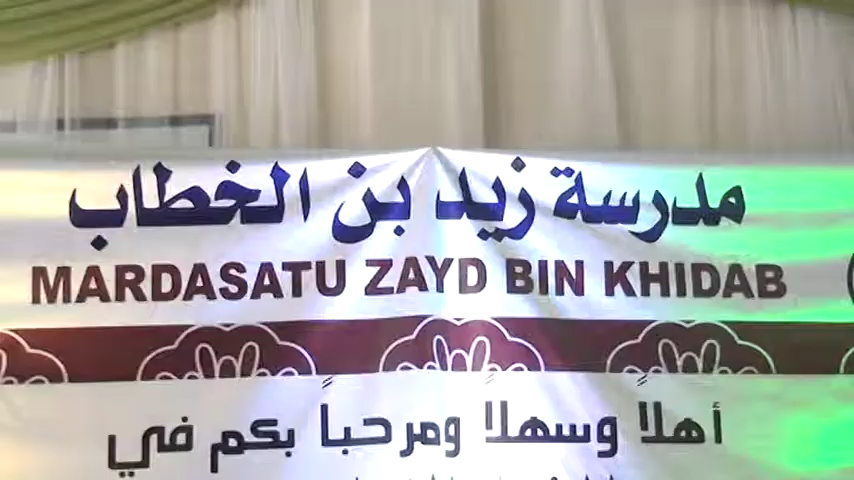 مدرسة زيد بن الخطاب
MARDASATU ZAYD BIN KHIDAB
أهلاً وسهلاً ومرحباً بكم في